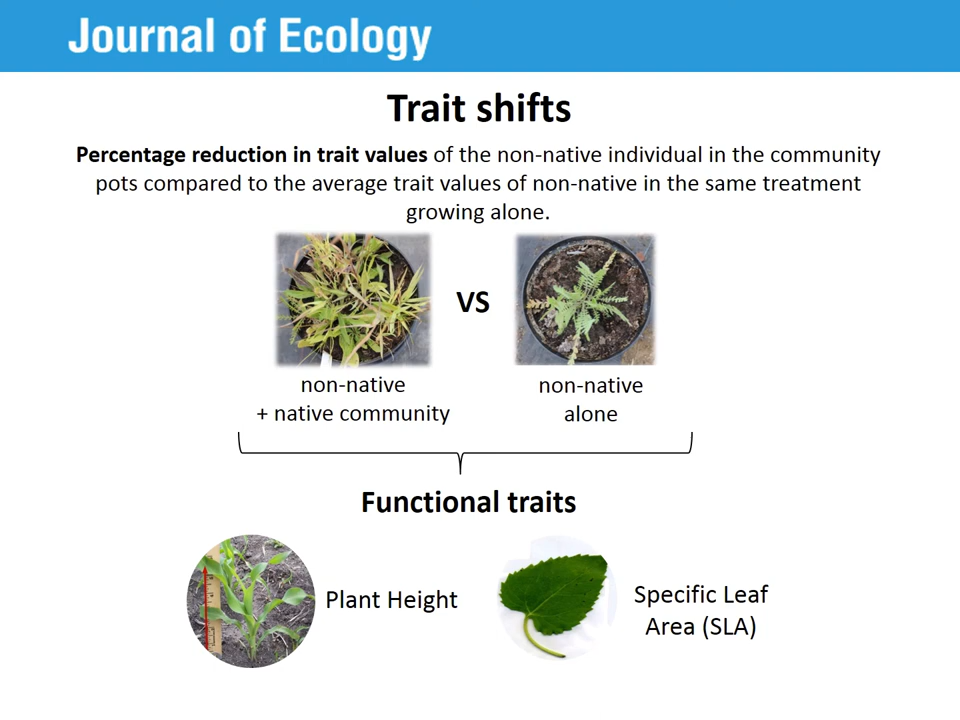 Journal of Ecology
Trait shifts
Percentage reduction in trait values of the non-native individual in the community
pots compared to the average trait values of non-native in the same treatment
growing alone.
VS
non-native
+ native community
non-native
alone
Functional traits
Plant Height
Specific Leaf
Area (SLA)